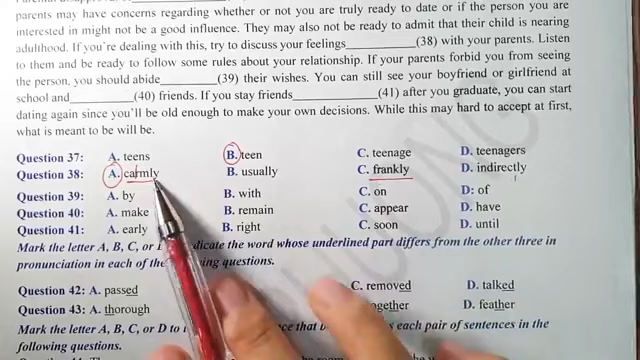 parents may have concerns regarding whether or not you are truly ready to date or if the person you are
interested in might not be a good influence. They may also not be ready to admit that their child is nearing
adulthood. If you're dealing with this, try to discuss your feelings____________(38) with your parents. Listen
to them and be ready to follow some rules about your relationship. If your parents forbid you from seeing
the person, you should abide____________(39) their wishes. You can still see your boyfriend or girlfriend at
school and____________(40) friends. If you stay friends____________(41) after you graduate, you can start
dating again since you'll be old enough to make your own decisions. While this may hard to accept at first,
what is meant to be will be.
Question 37: A. teens B. teen C. teenage D. teenagers
Question 38: A. carmly B. usually C. frankly D. indirectly
Question 39: A. by B. with C. on D: of
Question 40: A. make B. remain C. appear D. have
Question 41: A. early B. right C. soon D. until
Mark the letter A, B, C, or D to indicate the word whose underlined part differs from the other three in
pronunciation in each of the following questions.
Question 42: A. passed C. removed D. talked
Question 43: A. thorough C. together D. feather
Mark the letter A, B, C or D to each pair of sentences in the
following questions.